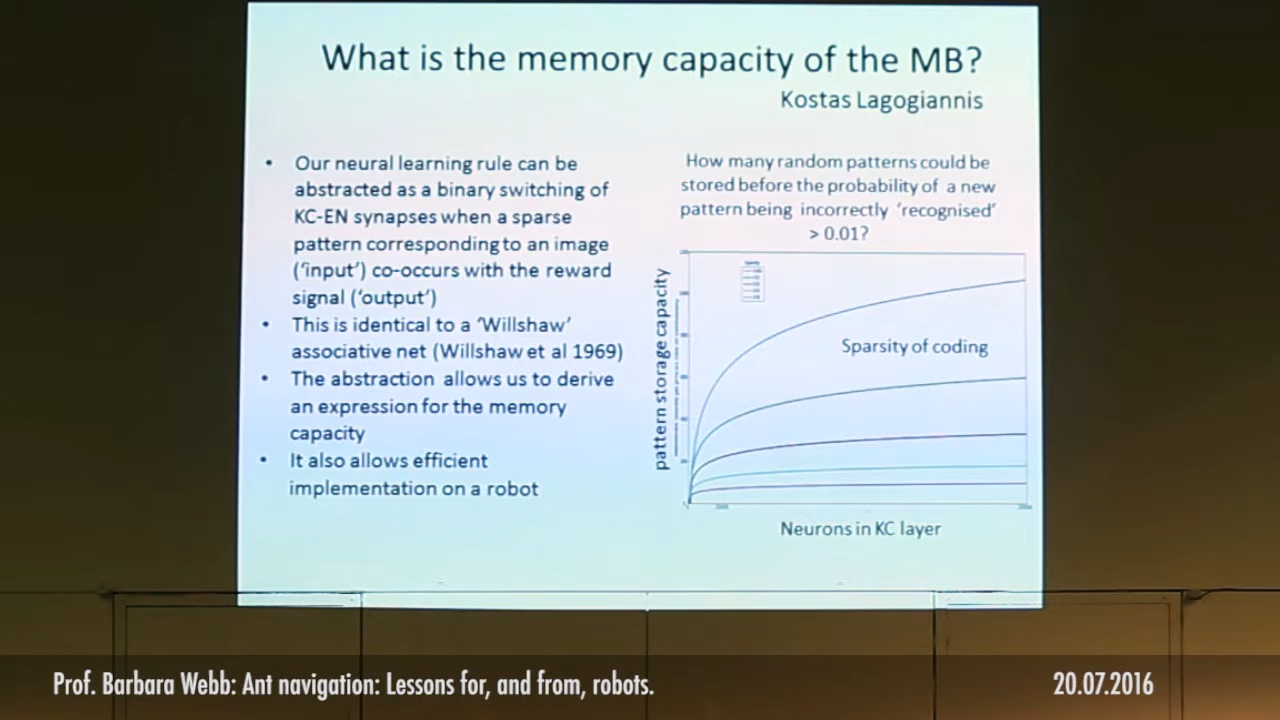 What is the memory capacity of the MB?
Kostas Lagogiannis
• Our neural learning rule can be
abstracted as a binary switching of
KC-EN synapses when a sparse
pattern corresponding to an image
('input') co-occurs with the reward
signal ('output')
• This is identical to a 'Willshaw'
associative net (Willshaw et al 1969)
• The abstraction allows us to derive
an expression for the memory
capacity
• It also allows efficient
implementation on a robot
How many random patterns could be
stored before the probability of a new
pattern being incorrectly 'recognised'
> 0.01?
pattern storage capacity
Sparsity of coding
Neurons in KC layer
Prof. Barbara Webb: Ant navigation: Lessons for, and from, robots.
20.07.2016